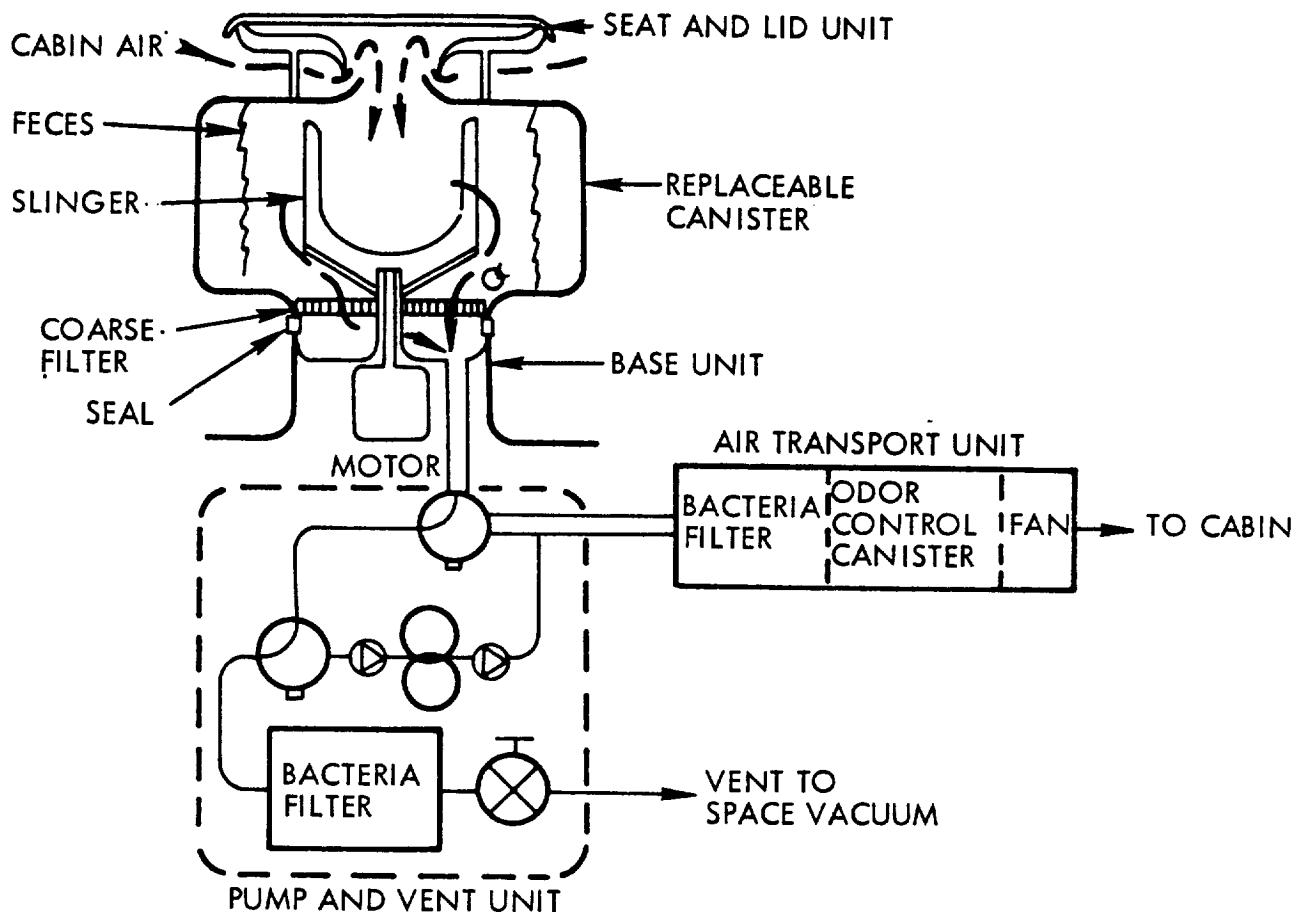 SEAT AND LID UNIT
CABIN AIR
FECES
SLINGER
REPLACEABLE
CANISTER
COARSE
FILTER
SEAL
BASE UNIT
MOTOR
AIR TRANSPORT UNIT
BACTERIA
FILTER
ODOR
CONTROL
CANISTER
FAN
TO CABIN
BACTERIA
FILTER
VENT TO
SPACE VACUUM
PUMP AND VENT UNIT